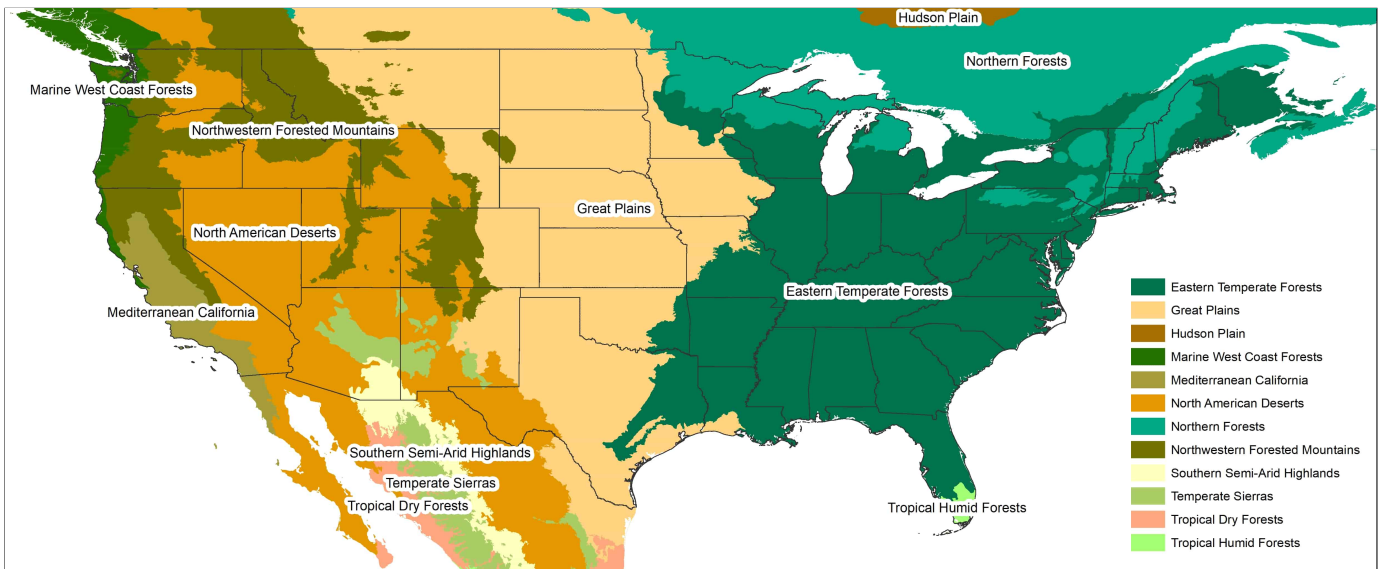 Hudson Plain
Northern Forests
Marine West Coast Forests
Northwestern Forested Mountains
Great Plains
North American Deserts
Eastern Temperate Forests
Mediterranean California
Southern Semi-Arid Highlands
Temperate Sierras
Tropical Dry Forests
Tropical Humid Forests
Eastern Temperate Forests
Great Plains
Hudson Plain
Marine West Coast Forests
Mediterranean California
North American Deserts
Northern Forests
Northwestern Forested Mountains
Southern Semi-Arid Highlands
Temperate Sierras
Tropical Dry Forests
Tropical Humid Forests